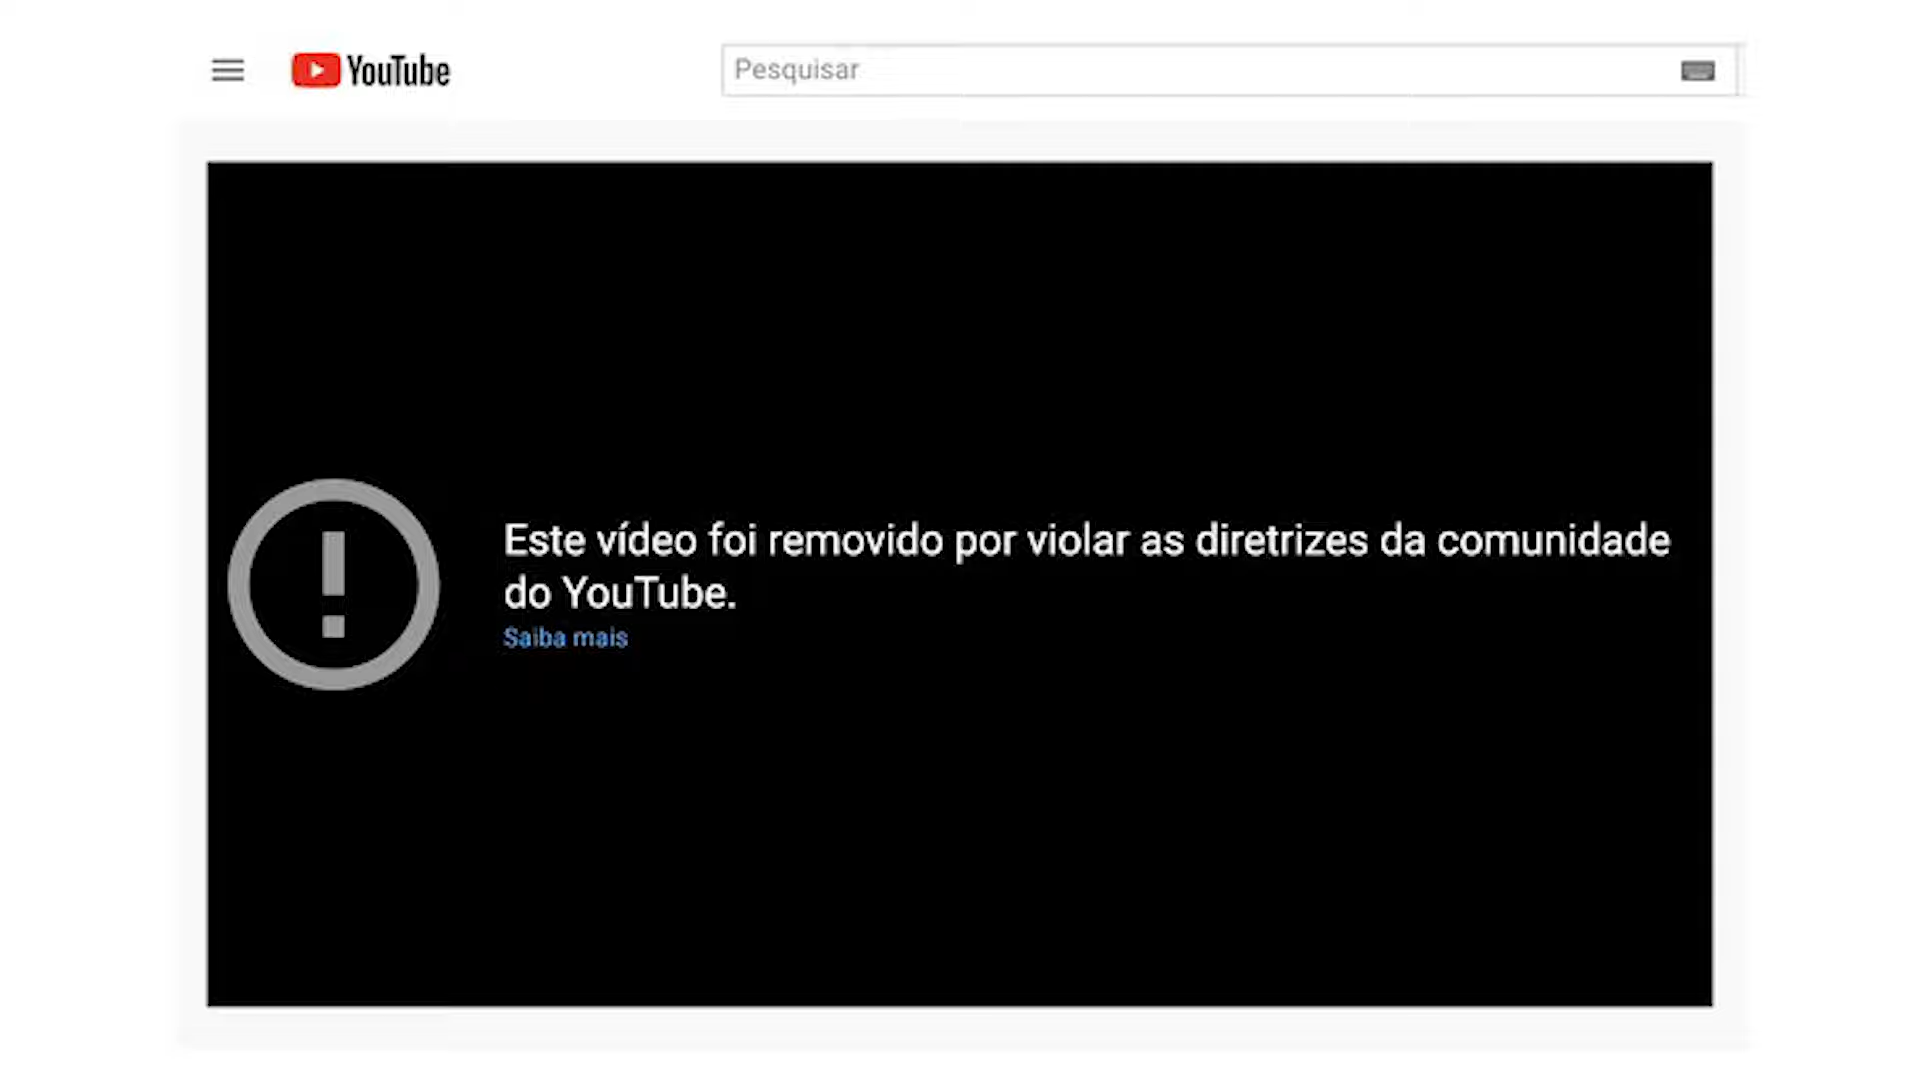 YouTube
Pesquisar
Este vídeo foi removido por violar as diretrizes da comunidade
do YouTube.
Saiba mais